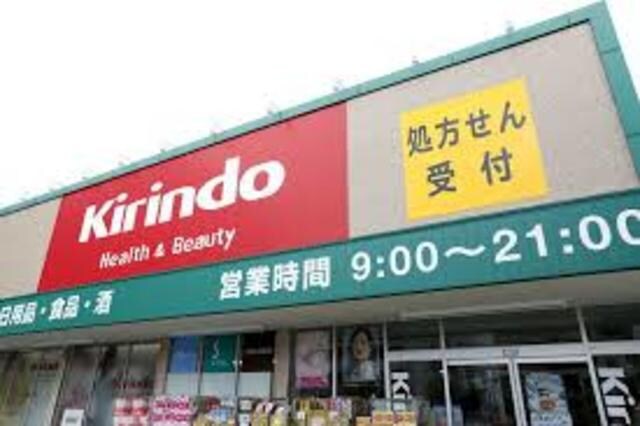 Kirindo
Health & Beauty
処方せん
受付
日用品・食品・酒
営業時間 9:00～21:00